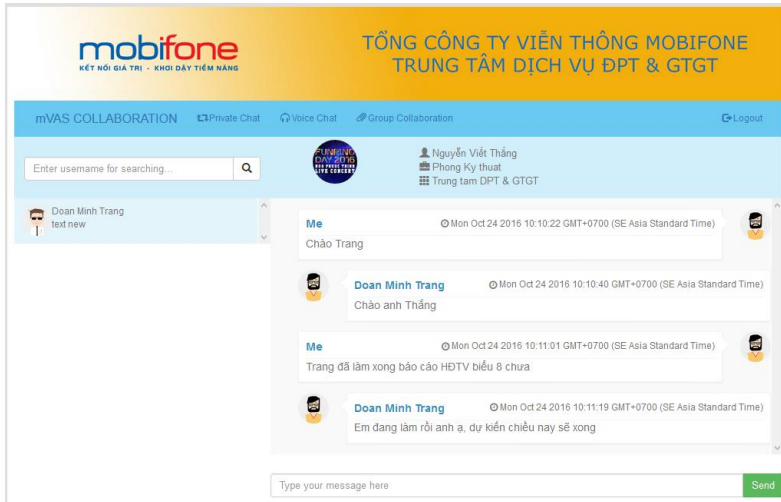 mobifone
KẾT NỐI GIÁ TRỊ - KHƠI DẬY TIỀM NĂNG
TỔNG CÔNG TY VIỄN THÔNG MOBIFONE
TRUNG TÂM DỊCH VỤ ĐPT & GTGT
mVAS COLLABORATION Private Chat Voice Chat Group Collaboration Logout
Enter username for searching...
FUNRING
DAY 2016
LIVE CONCERT
Nguyễn Viết Thắng
Phong Ky thuat
Trung tam DPT & GTGT
Doan Minh Trang
text new
Me Mon Oct 24 2016 10:10:22 GMT+0700 (SE Asia Standard Time)
Chào Trang
Doan Minh Trang Mon Oct 24 2016 10:10:40 GMT+0700 (SE Asia Standard Time)
Chào anh Thắng
Me Mon Oct 24 2016 10:11:01 GMT+0700 (SE Asia Standard Time)
Trang đã làm xong báo cáo HĐTV biểu 8 chưa
Doan Minh Trang Mon Oct 24 2016 10:11:19 GMT+0700 (SE Asia Standard Time)
Em đang làm rồi anh ạ, dự kiến chiều nay sẽ xong
Type your message here
Send